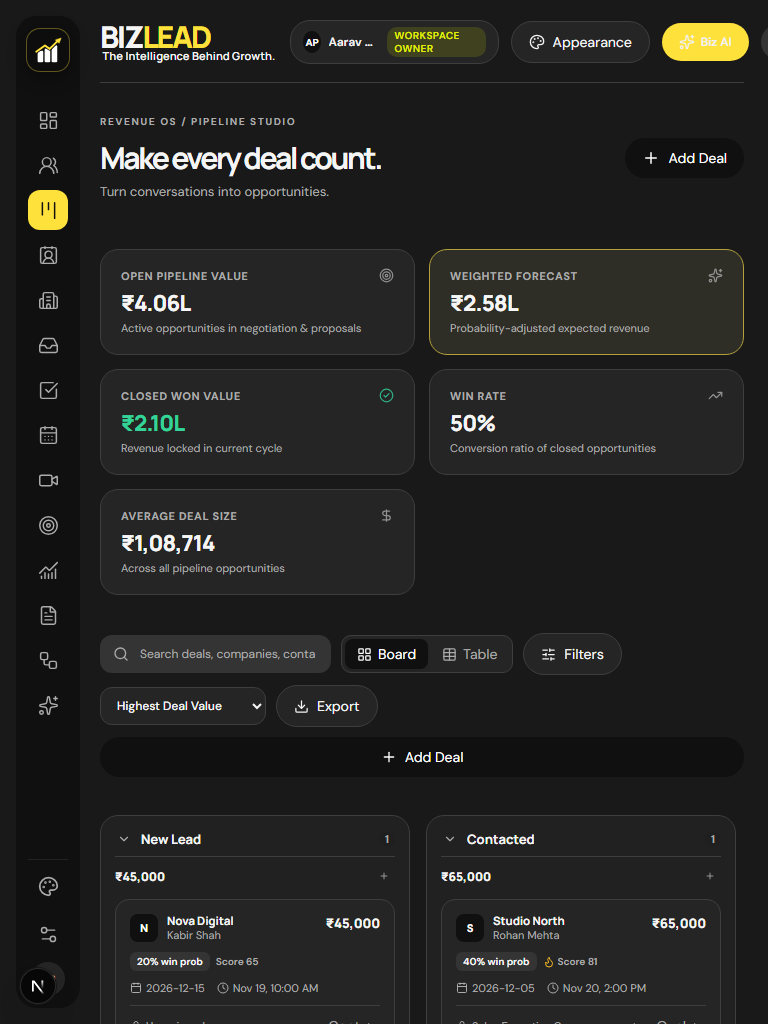 BIZLEAD
The Intelligence Behind Growth.
AP Aarav ... WORKSPACE OWNER
Appearance
Biz AI
REVENUE OS / PIPELINE STUDIO
Make every deal count.
Add Deal
Turn conversations into opportunities.
OPEN PIPELINE VALUE
₹4.06L
Active opportunities in negotiation & proposals
WEIGHTED FORECAST
₹2.58L
Probability-adjusted expected revenue
CLOSED WON VALUE
₹2.10L
Revenue locked in current cycle
WIN RATE
50%
Conversion ratio of closed opportunities
AVERAGE DEAL SIZE
₹1,08,714
Across all pipeline opportunities
Search deals, companies, conta
Board
Table
Filters
Highest Deal Value
Export
Add Deal
New Lead 1
₹45,000
N Nova Digital ₹45,000
Kabir Shah
20% win prob Score 65
2026-12-15 Nov 19, 10:00 AM
Contacted 1
₹65,000
S Studio North ₹65,000
Rohan Mehta
40% win prob Score 81
2026-12-05 Nov 20, 2:00 PM
N